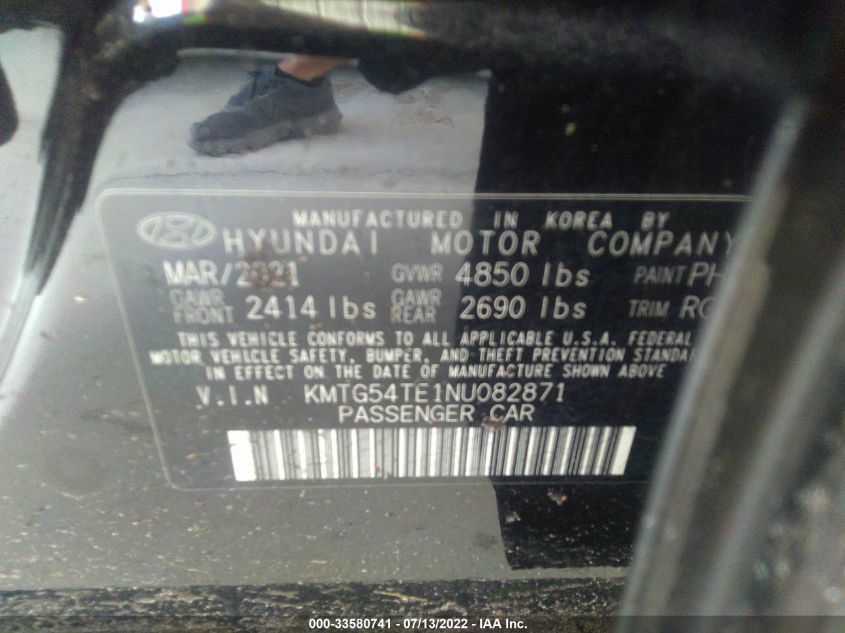 MANUFACTURED IN KOREA BY
HYUNDAI MOTOR COMPANY
MAR/2021 GVWR 4850 lbs PAINT PH
GAWR FRONT 2414 lbs GAWR REAR 2690 lbs TRIM
THIS VEHICLE CONFORMS TO ALL APPLICABLE U.S.A. FEDERAL
MOTOR VEHICLE SAFETY, BUMPER, AND THEFT PREVENTION STANDA
IN EFFECT ON THE DATE OF MANUFACTURE SHOWN ABOVE
V.I.N KMTG54TE1NU082871
PASSENGER CAR
000-33580741 - 07/13/2022 - IAA Inc.